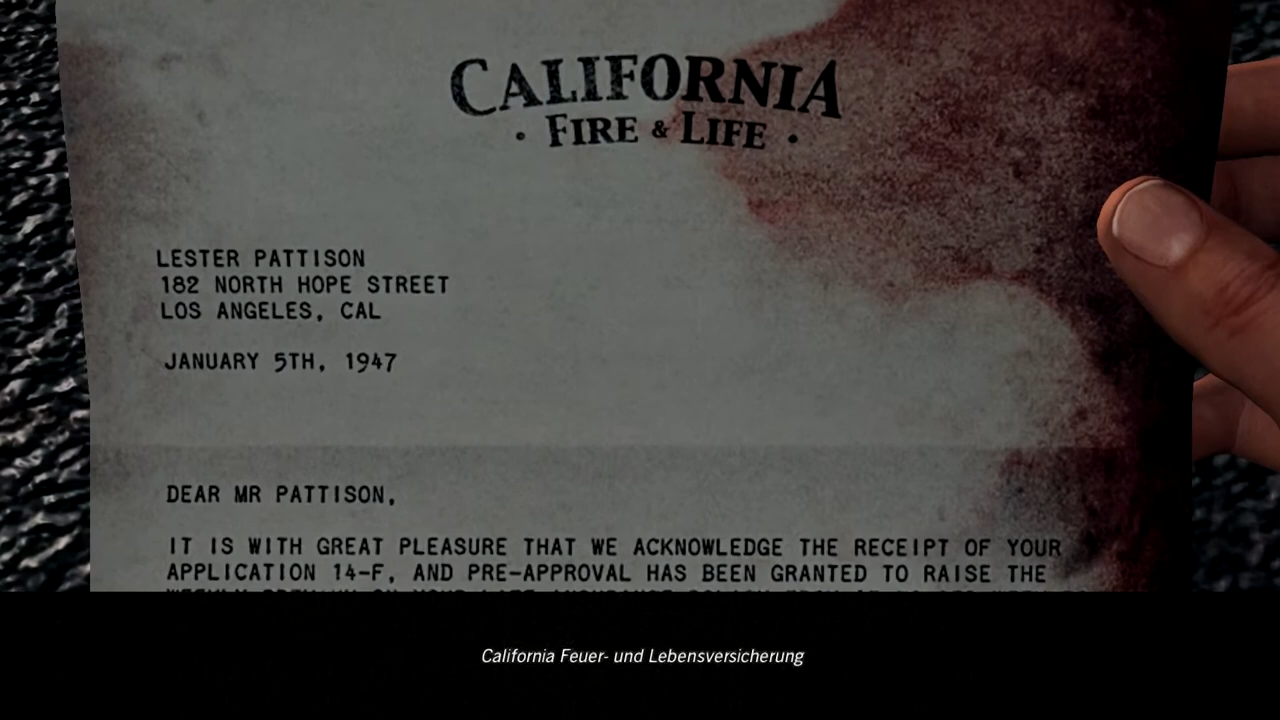 CALIFORNIA
• FIRE & LIFE •
LESTER PATTISON
182 NORTH HOPE STREET
LOS ANGELES, CAL
JANUARY 5TH, 1947
DEAR MR PATTISON,
IT IS WITH GREAT PLEASURE THAT WE ACKNOWLEDGE THE RECEIPT OF YOUR
APPLICATION 14-F, AND PRE-APPROVAL HAS BEEN GRANTED TO RAISE THE
California Feuer- und Lebensversicherung